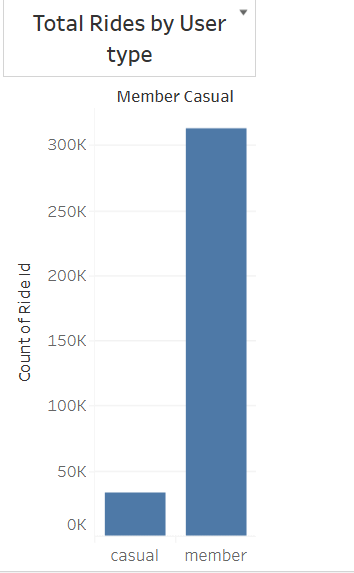 Total Rides by User
type
Member Casual
300K
250K
200K
150K
100K
50K
0K
Count of Ride Id
casual member